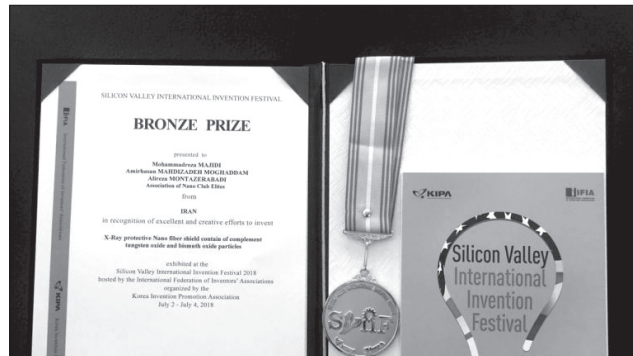 SILICON VALLEY INTERNATIONAL INVENTION FESTIVAL
BRONZE PRIZE
presented to
Mohammadreza MAJIDI
Amirhasan MAHDIZADEH MOGHADDAM
Alireza MONTAZERABADI
Association of Nano Club Elites
from
IRAN
in recognition of excellent and creative efforts to invent
X-Ray protective Nano fiber shield contain of complement
tungsten oxide and bismuth oxide particles
exhibited at the
Silicon Valley International Invention Festival 2018
hosted by the International Federation of Inventors' Associations
organized by the
Korea Invention Promotion Association
July 2 - July 4, 2018
IFIA
International Federation of Inventors' Associations
KIPA
KIPA
IFIA
Silicon Valley
International
Invention
Festival